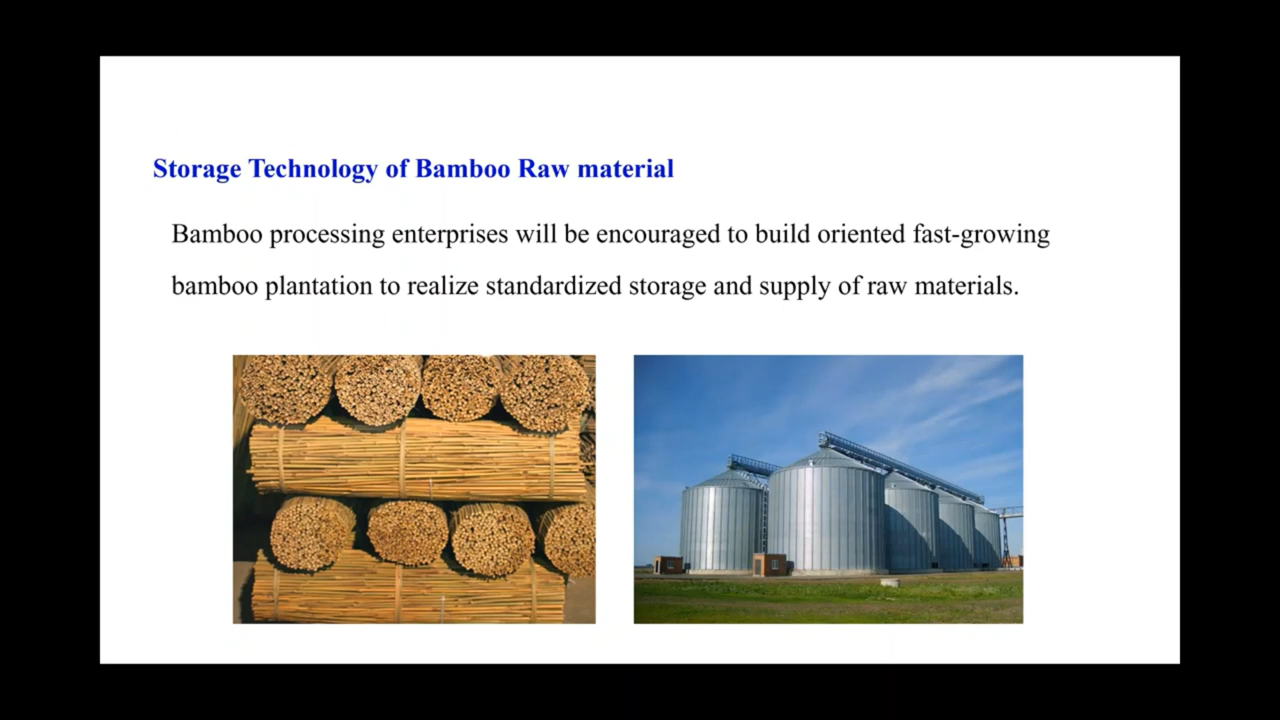 Storage Technology of Bamboo Raw material
Bamboo processing enterprises will be encouraged to build oriented fast-growing
bamboo plantation to realize standardized storage and supply of raw materials.